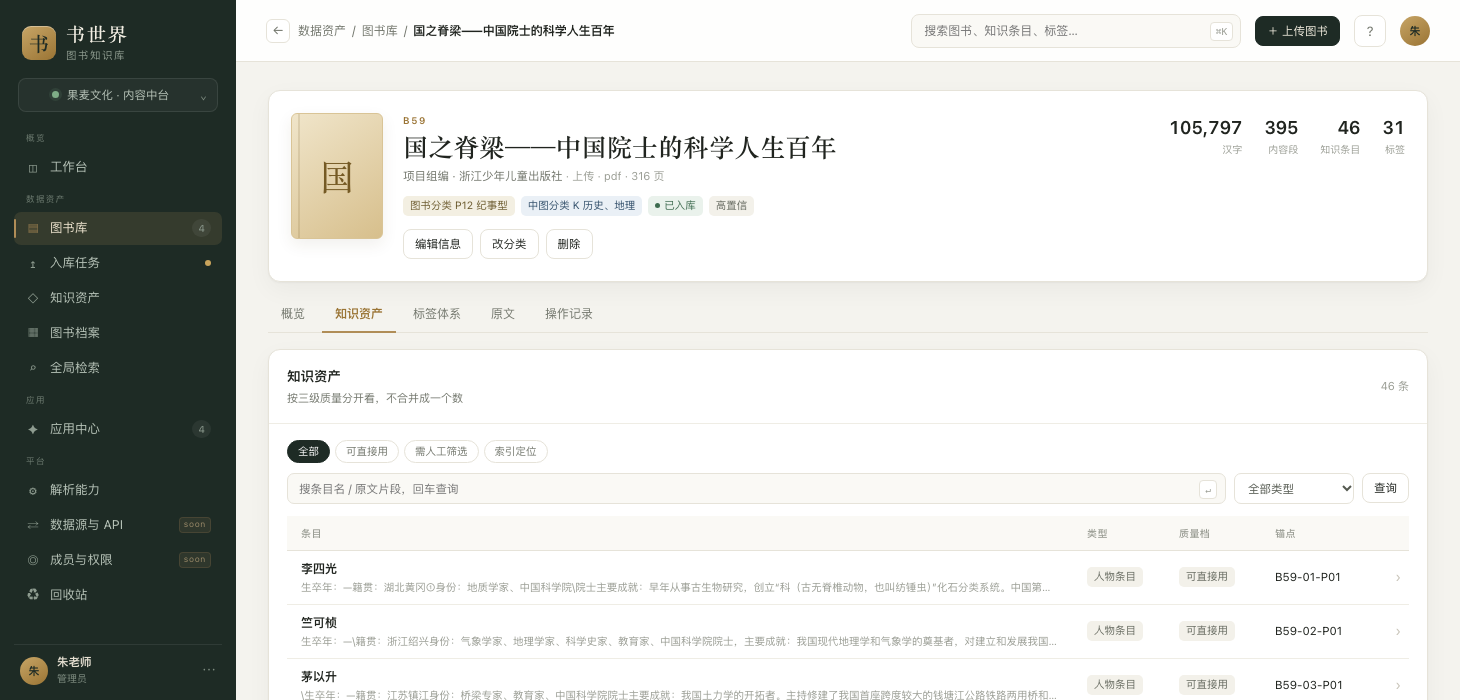 书 书世界
图书知识库
果麦文化 · 内容中台
概览
工作台
数据资产
图书库 4
入库任务
知识资产
图书档案
全局检索
应用
应用中心 4
平台
解析能力
数据源与 API soon
成员与权限 soon
回收站
朱 朱老师
管理员
数据资产 / 图书库 / 国之脊梁——中国院士的科学人生百年
搜索图书、知识条目、标签... ⌘K
+ 上传图书
?
朱
国
B59
国之脊梁——中国院士的科学人生百年
项目组编 · 浙江少年儿童出版社 · 上传 · pdf · 316 页
图书分类 P12 纪事型 中图分类 K 历史、地理 已入库 高置信
编辑信息 改分类 删除
105,797 395 46 31
汉字 内容段 知识条目 标签
概览 知识资产 标签体系 原文 操作记录
知识资产
按三级质量分开看，不合并成一个数
46 条
全部 可直接用 需人工筛选 索引定位
搜条目名 / 原文片段，回车查询 全部类型 查询
条目 类型 质量档 锚点
李四光
生卒年：—籍贯：湖北黄冈①身份：地质学家、中国科学院\院士主要成就：早年从事古生物研究，创立“科（古无脊椎动物，也叫纺锤虫）”化石分类系统。中国第...
人物条目 可直接用 B59-01-P01
竺可桢
生卒年：—\籍贯：浙江绍兴身份：气象学家、地理学家、科学史家、教育家、中国科学院院士，主要成就：我国现代地理学和气象学的奠基者，对建立和发展我国...
人物条目 可直接用 B59-02-P01
茅以升
\生卒年：—籍贯：江苏镇江身份：桥梁专家、教育家、中国科学院院士主要成就：我国土力学的开拓者。主持修建了我国首座跨度较大的钱塘江公路铁路两用桥和...
人物条目 可直接用 B59-03-P01